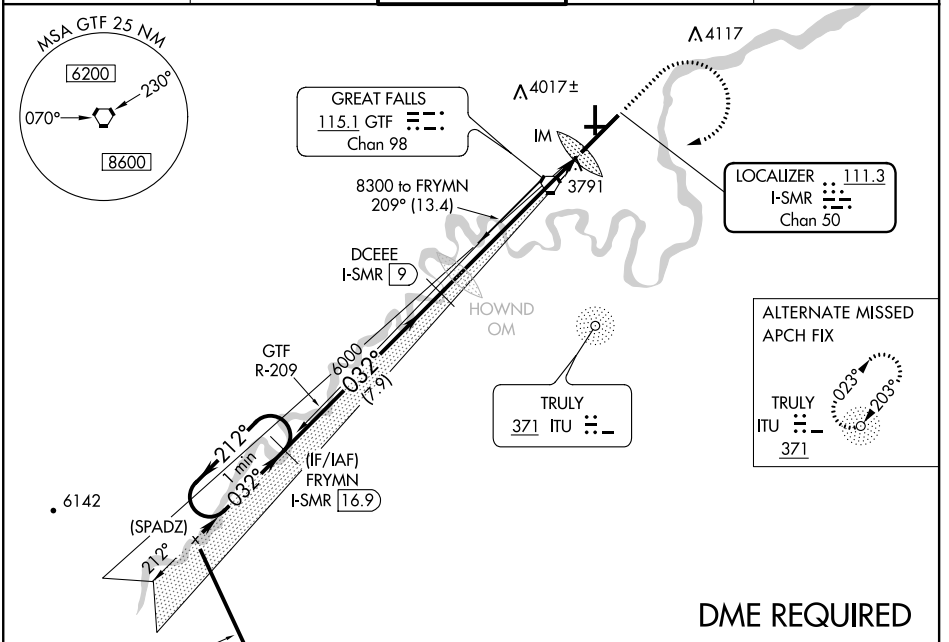 MSA GTF 25 NM
6200
230°
070°
8600
GREAT FALLS
115.1 GTF
Chan 98
4117
4017±
IM
3791
8300 to FRYMN
209° (13.4)
LOCALIZER 111.3
I-SMR
Chan 50
DCEEE
I-SMR 9
HOWND
OM
GTF
R-209
6000
032°
(7.9)
TRULY
371 ITU
ALTERNATE MISSED
APCH FIX
023°
203°
TRULY
ITU
371
212°
1 min
032°
(IF/IAF)
FRYMN
I-SMR 16.9
6142
(SPADZ)
212°
DME REQUIRED